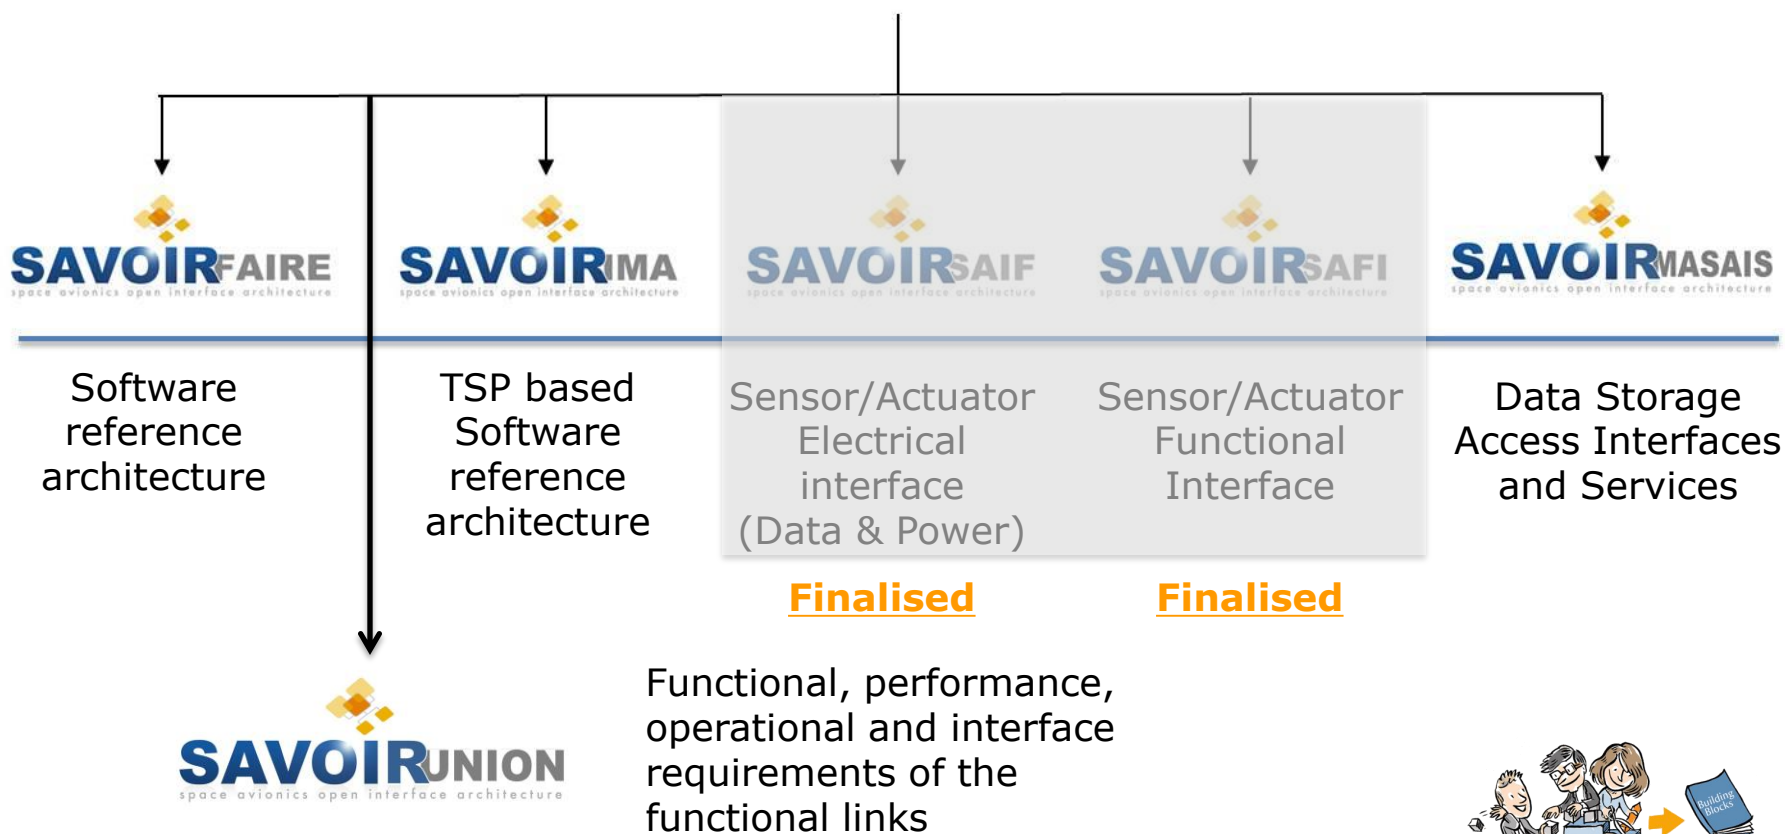 SAVOIRFAIRE
space avionics open interface architecture
SAVOIRIMA
space avionics open interface architecture
SAVOIRSAIF
space avionics open interface architecture
SAVOIRSAFI
space avionics open interface architecture
SAVOIRMASAIS
space avionics open interface architecture
Software
reference
architecture
TSP based
Software
reference
architecture
Sensor/Actuator
Electrical
interface
(Data & Power)
Finalised
Sensor/Actuator
Functional
Interface
Finalised
Data Storage
Access Interfaces
and Services
SAVOIRUNION
space avionics open interface architecture
Functional, performance,
operational and interface
requirements of the
functional links
Building
Blocks